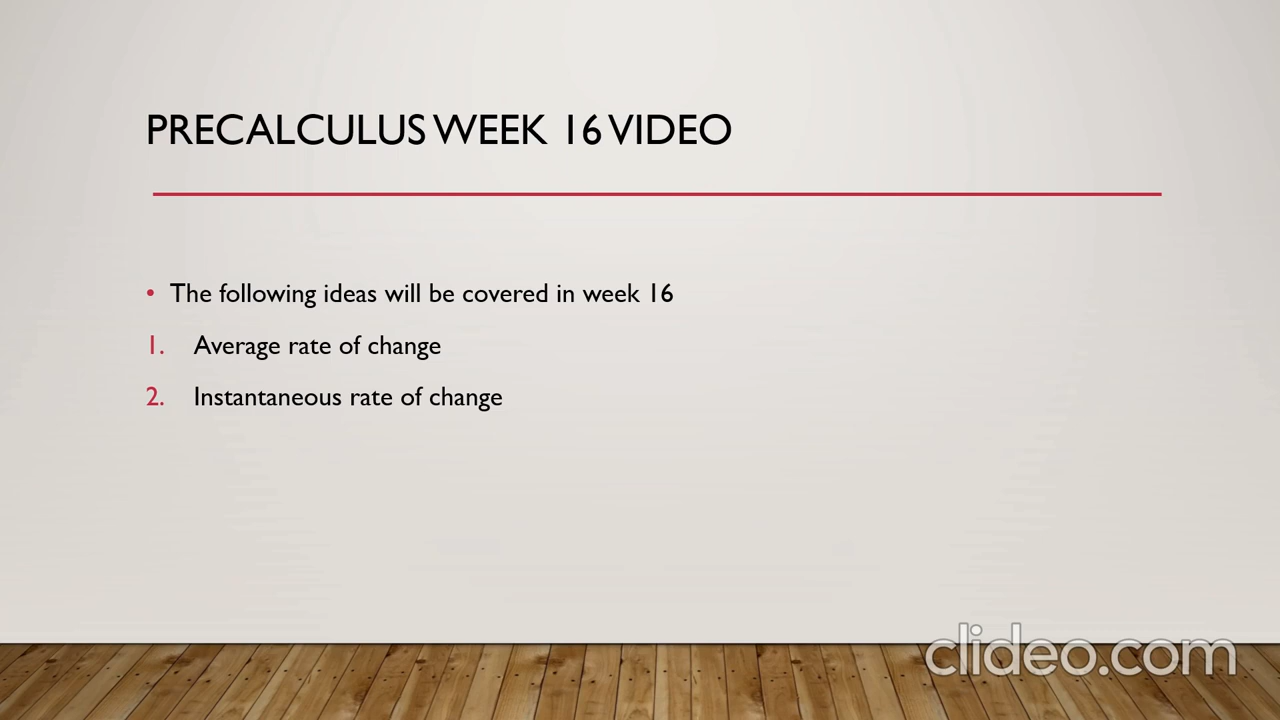 PRECALCULUS WEEK 16 VIDEO
• The following ideas will be covered in week 16
1. Average rate of change
2. Instantaneous rate of change
clideo.com